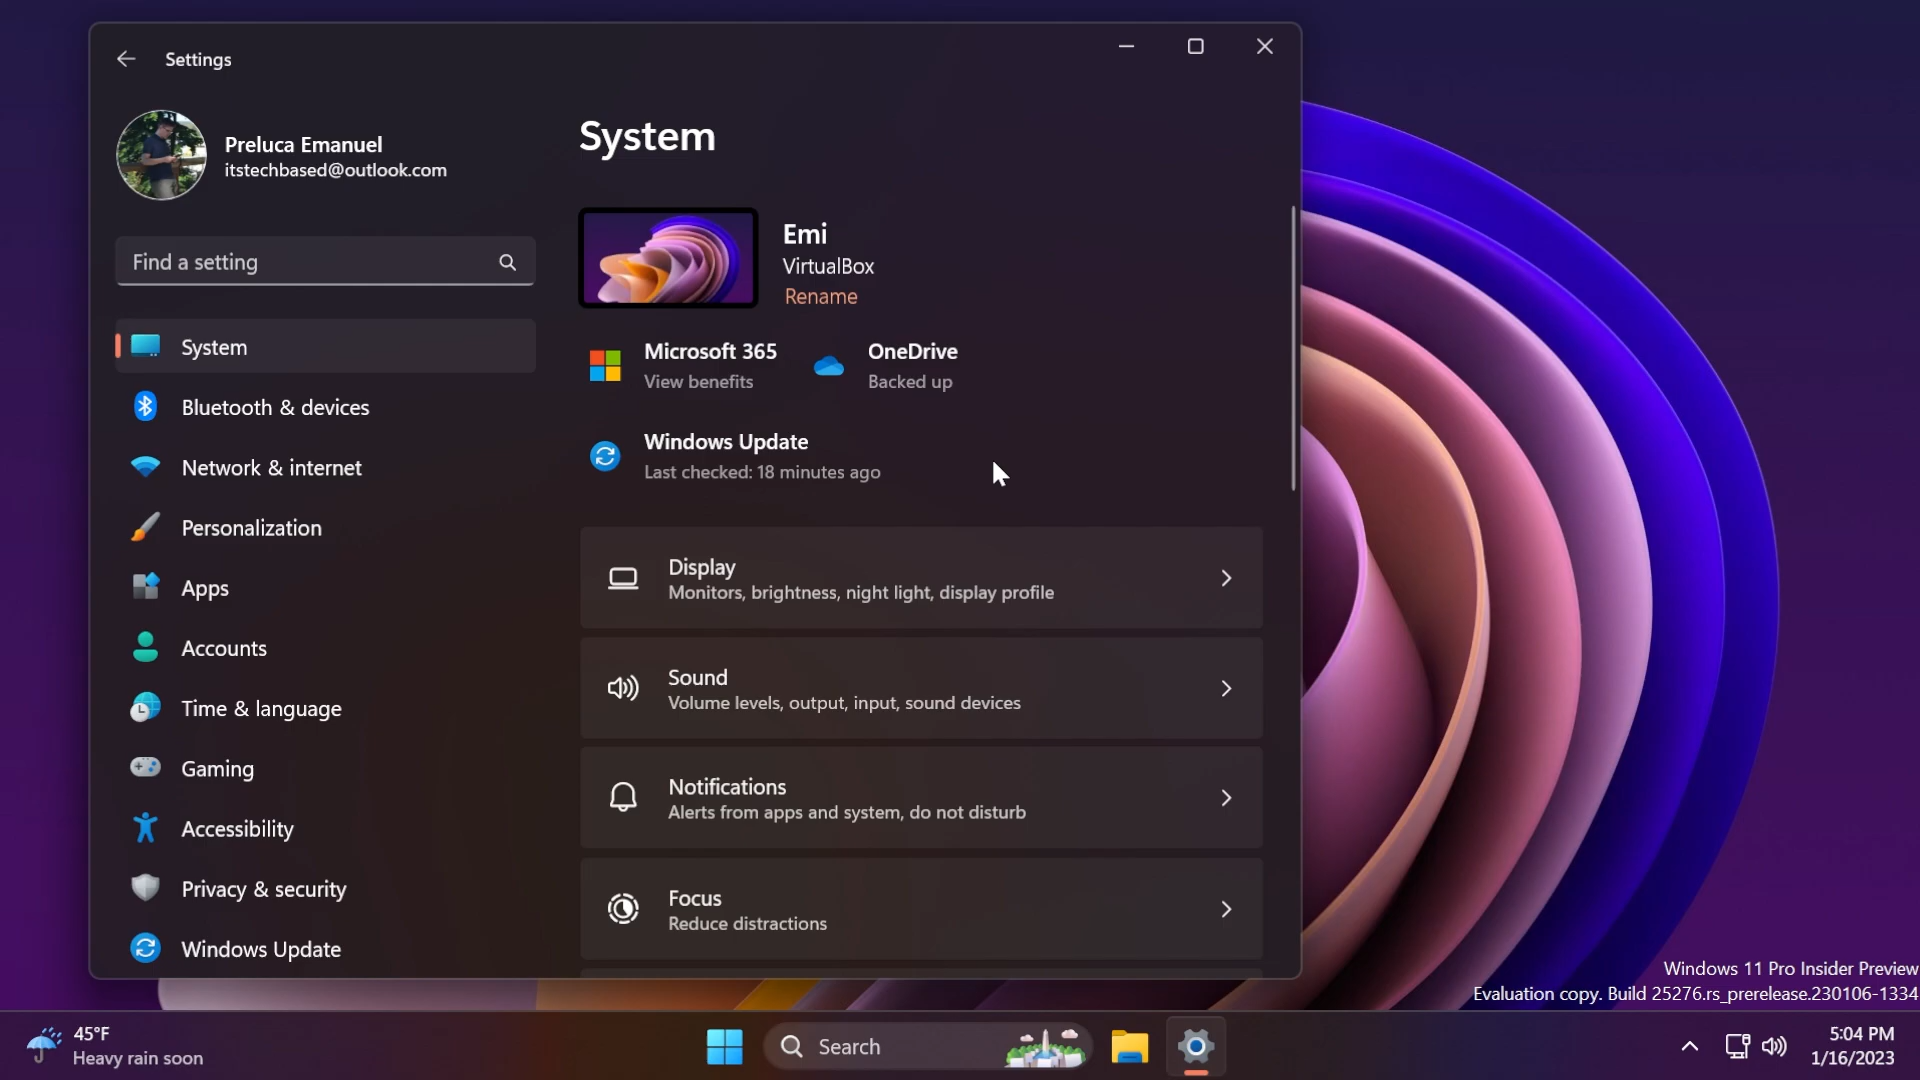 Settings
Preluca Emanuel
itstechbased@outlook.com
Find a setting
System
Bluetooth & devices
Network & internet
Personalization
Apps
Accounts
Time & language
Gaming
Accessibility
Privacy & security
Windows Update
System
Emi
VirtualBox
Rename
Microsoft 365
View benefits
OneDrive
Backed up
Windows Update
Last checked: 18 minutes ago
Display
Monitors, brightness, night light, display profile
Sound
Volume levels, output, input, sound devices
Notifications
Alerts from apps and system, do not disturb
Focus
Reduce distractions
Windows 11 Pro Insider Preview
Evaluation copy. Build 25276.rs_prerelease.230106-1334
45°F
Heavy rain soon
Search
5:04 PM
1/16/2023